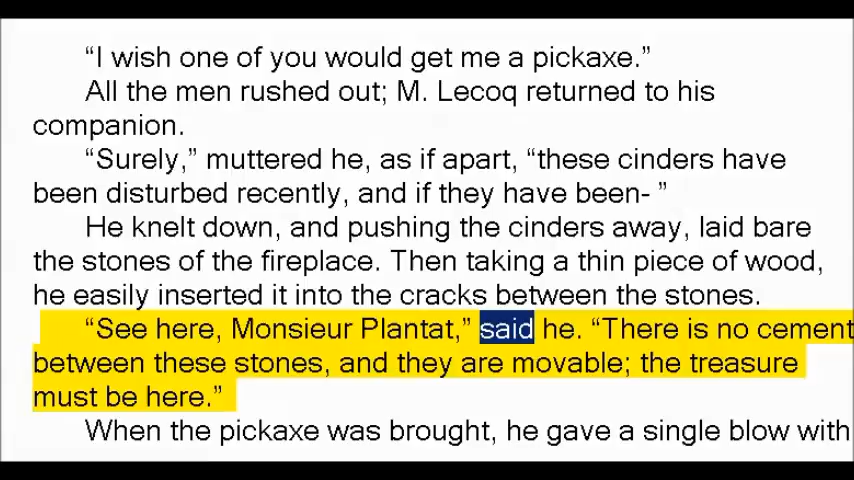 “I wish one of you would get me a pickaxe.”
All the men rushed out; M. Lecoq returned to his
companion.
“Surely,” muttered he, as if apart, “these cinders have
been disturbed recently, and if they have been- ”
He knelt down, and pushing the cinders away, laid bare
the stones of the fireplace. Then taking a thin piece of wood,
he easily inserted it into the cracks between the stones.
“See here, Monsieur Plantat,” said he. “There is no cement
between these stones, and they are movable; the treasure
must be here.”
When the pickaxe was brought, he gave a single blow with